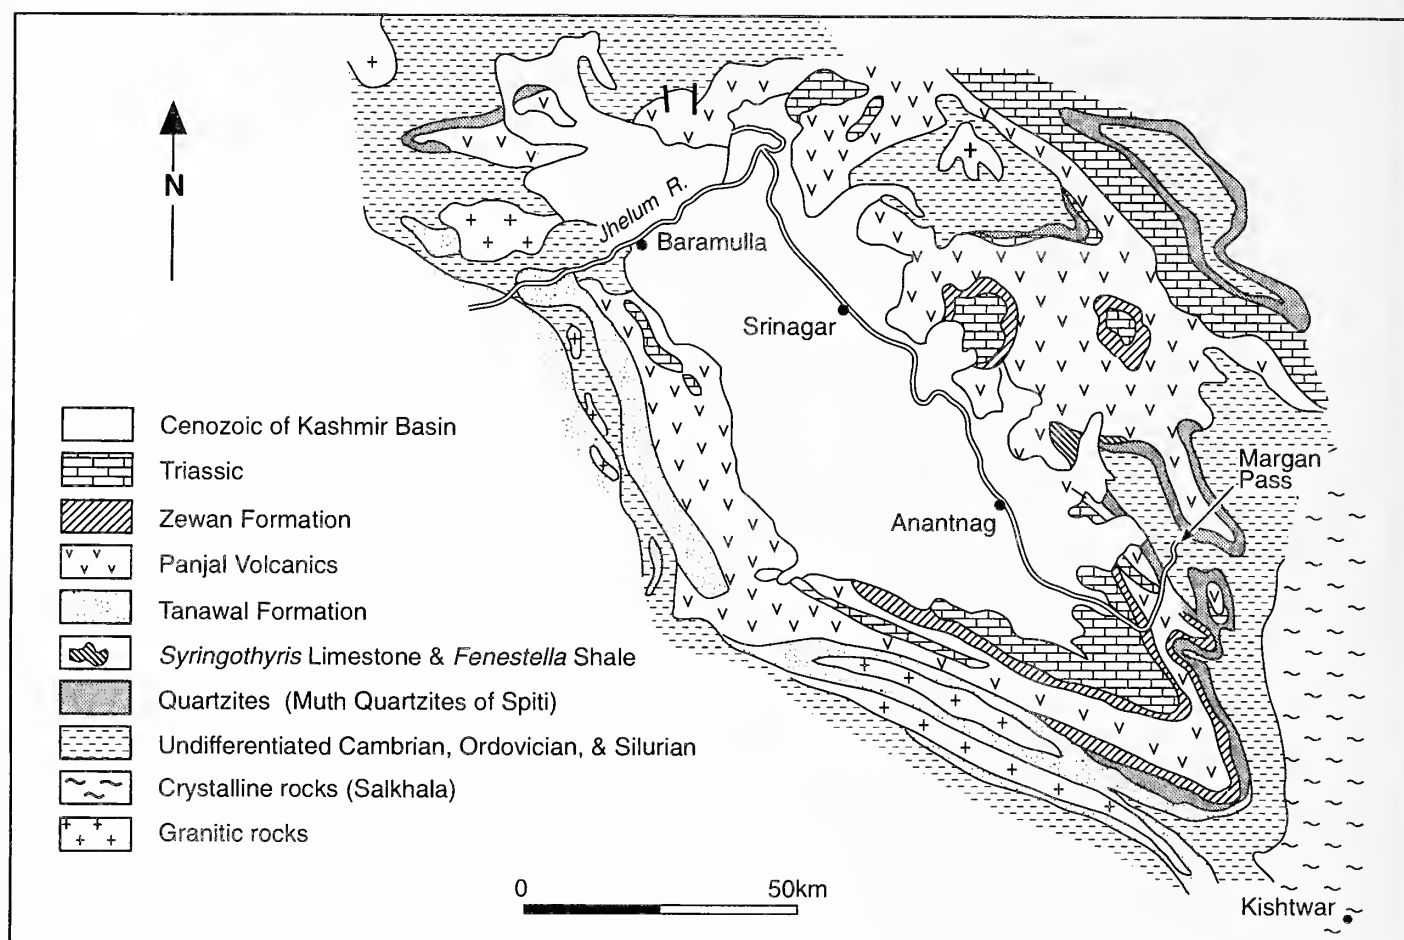 N
Jhelum R.
Baramulla
Srinagar
Anantnag
Margan
Pass
Kishtwar
Cenozoic of Kashmir Basin
Triassic
Zewan Formation
Panjal Volcanics
Tanawal Formation
Syringothyris Limestone & Fenestella Shale
Quartzites (Muth Quartzites of Spiti)
Undifferentiated Cambrian, Ordovician, & Silurian
Crystalline rocks (Salkhala)
Granitic rocks
0 50km